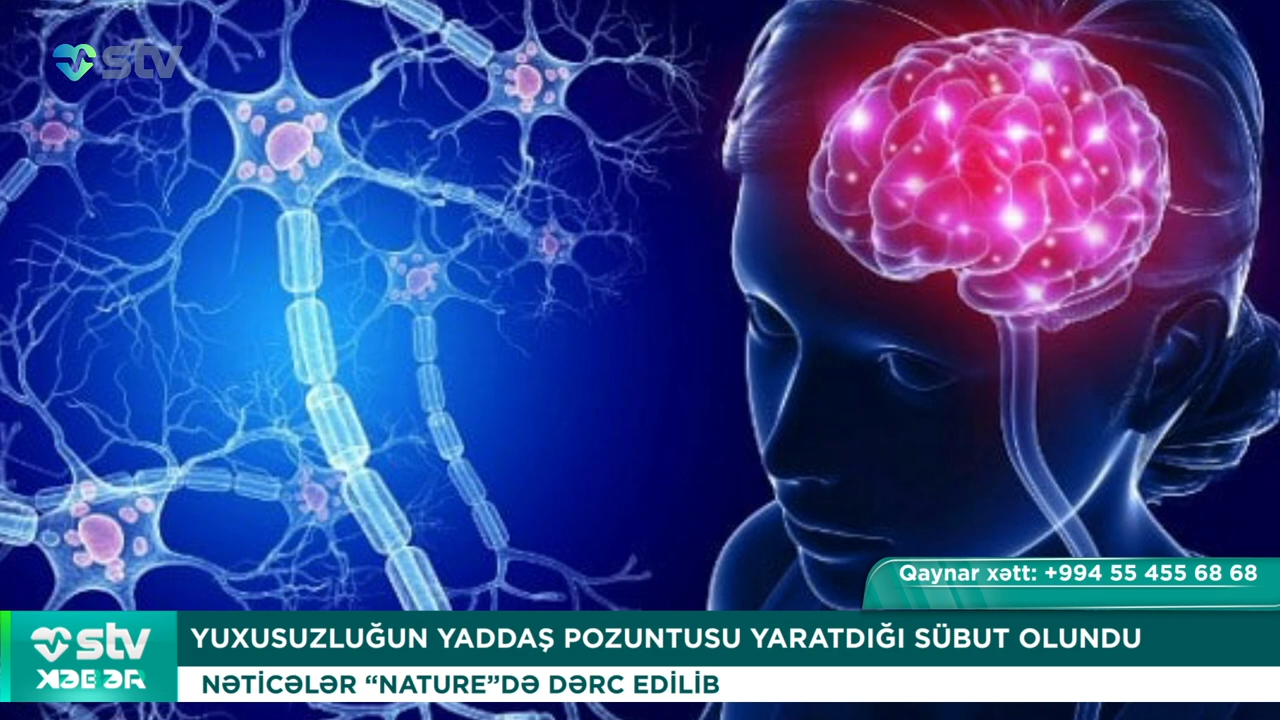 stv
Qaynar xətt: +994 55 455 68 68
stv
XƏBƏR
YUXUSUZLUĞUN YADDAŞ POZUNTUSU YARATDIĞI SÜBUT OLUNDU
NƏTİCƏLƏR “NATURE”DƏ DƏRC EDİLİB